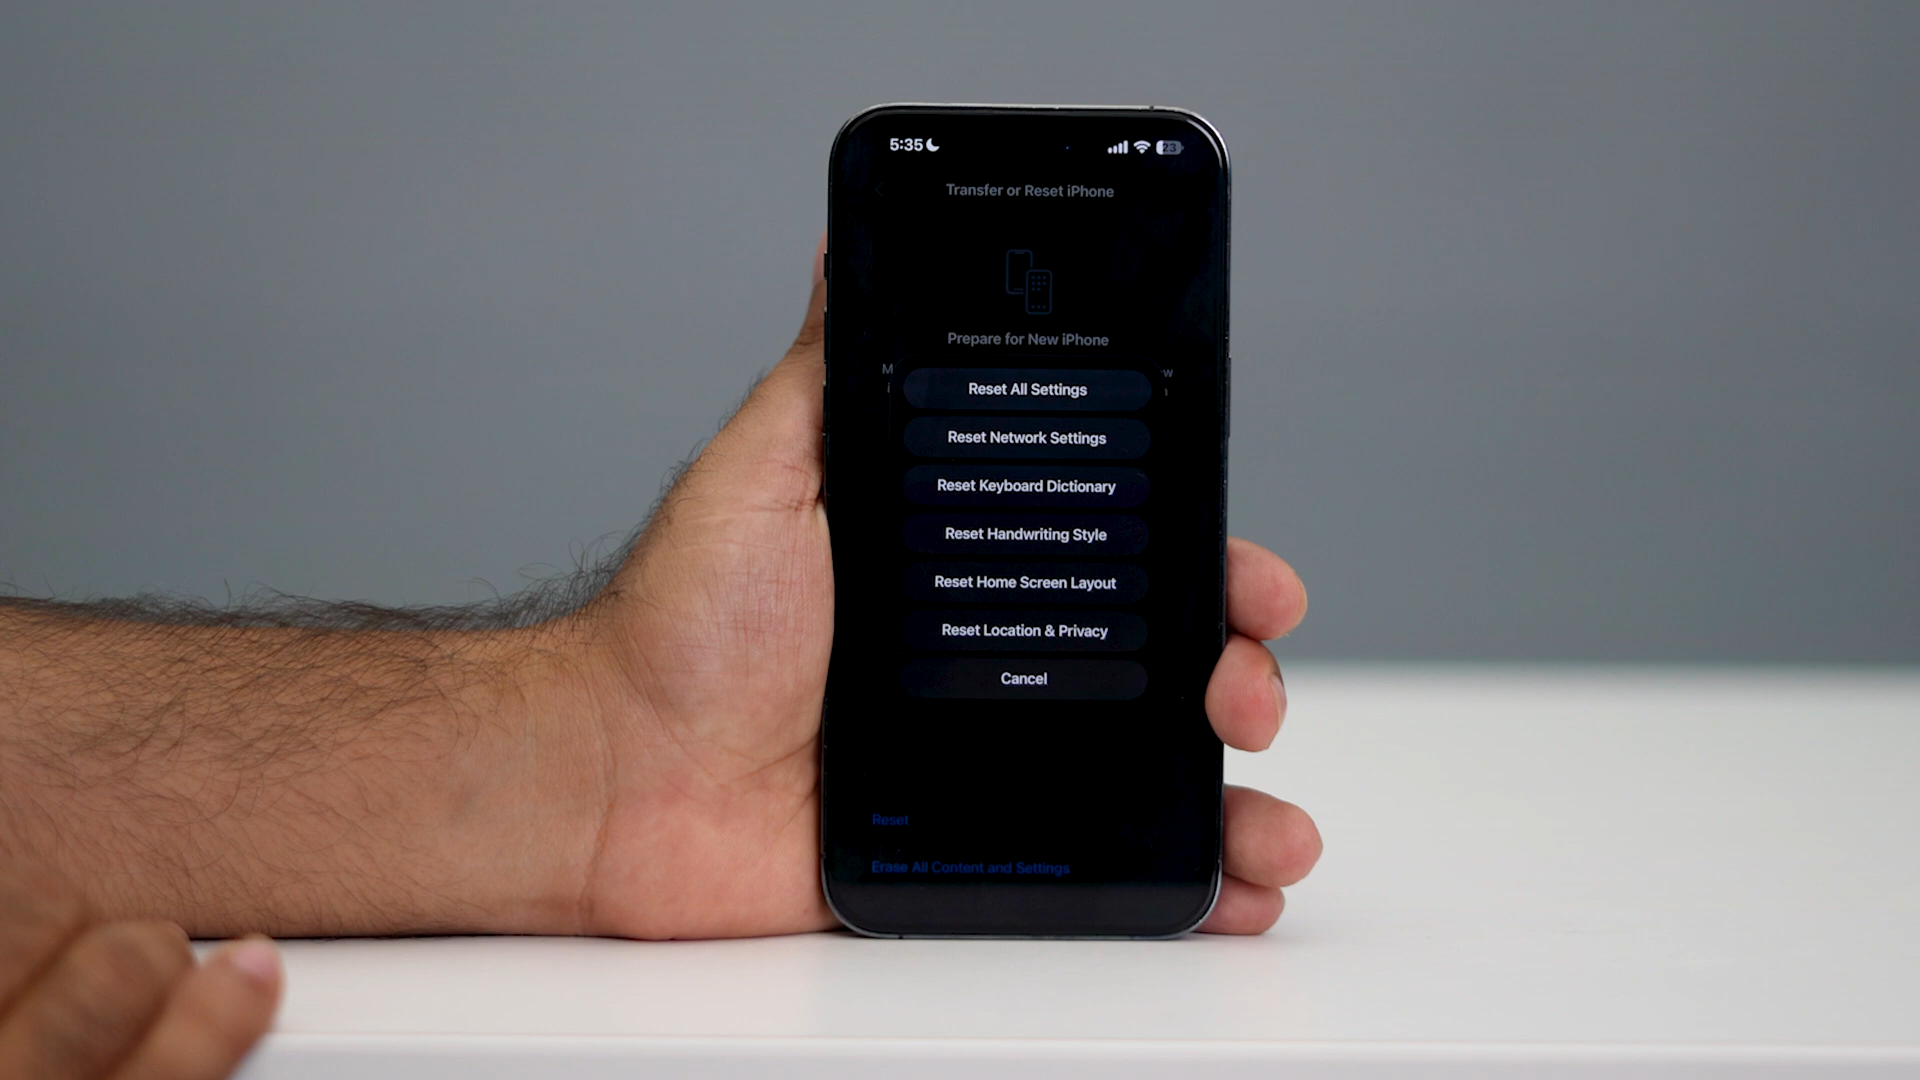 5:35
23
Transfer or Reset iPhone
Prepare for New iPhone
Reset All Settings
Reset Network Settings
Reset Keyboard Dictionary
Reset Handwriting Style
Reset Home Screen Layout
Reset Location & Privacy
Cancel
Reset
Erase All Content and Settings